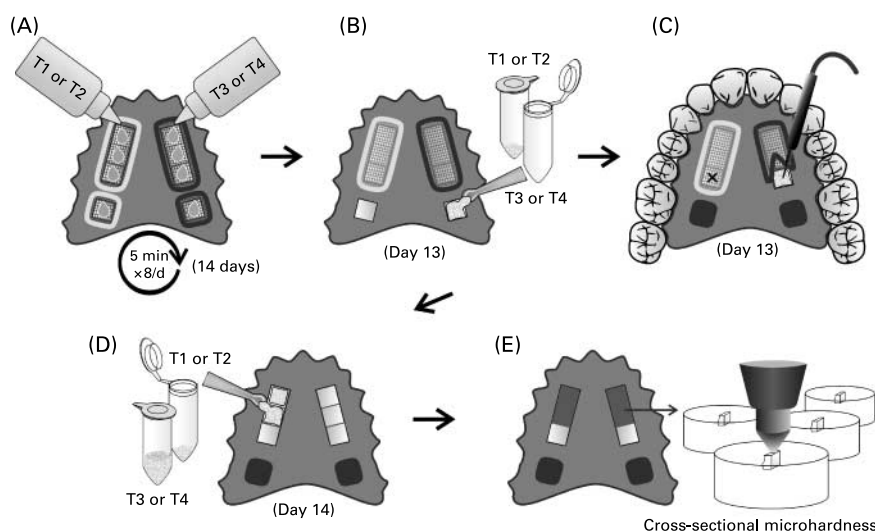 (A)
T1 or T2
T3 or T4
5 min
×8/d
(14 days)
(B)
T1 or T2
T3 or T4
(Day 13)
(C)
(Day 13)
(D)
T1 or T2
T3 or T4
(Day 14)
(E)
Cross-sectional microhardness